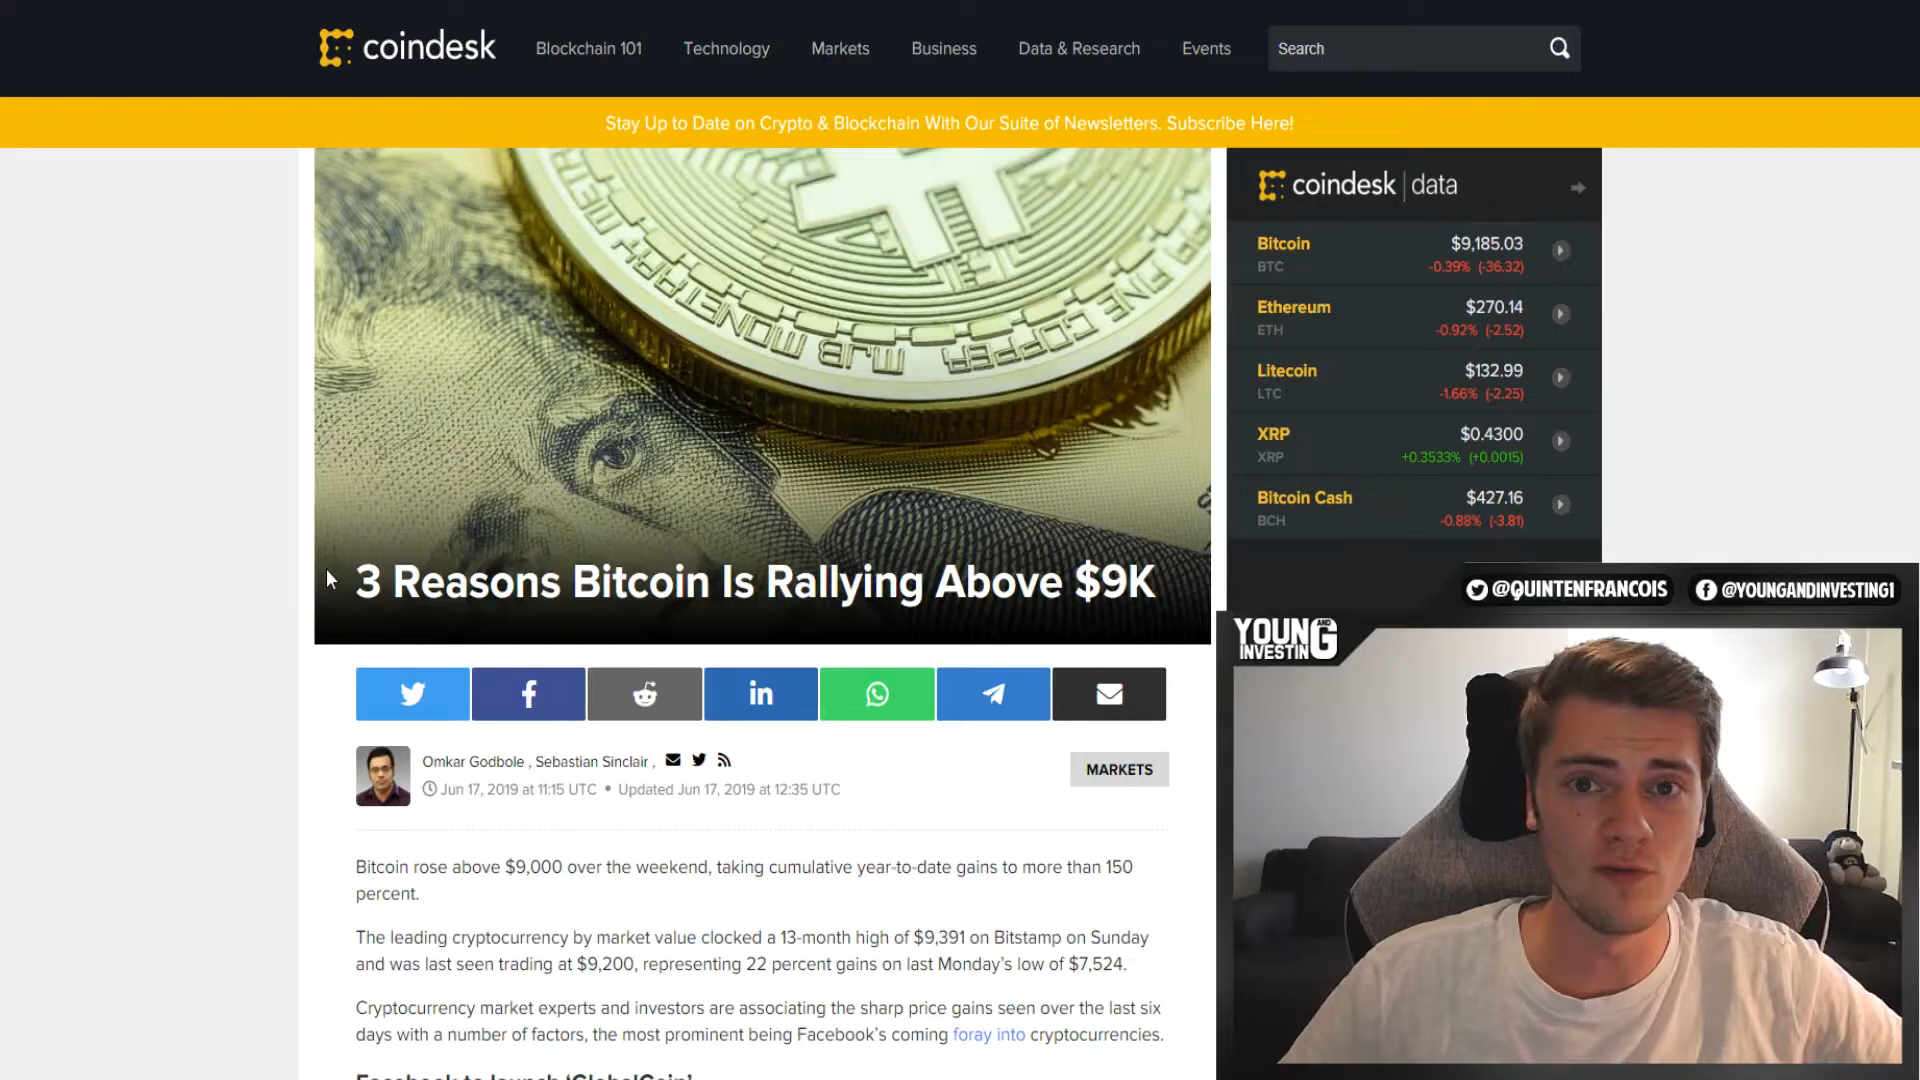 coindesk
Blockchain 101
Technology
Markets
Business
Data & Research
Events
Search
Stay Up to Date on Crypto & Blockchain With Our Suite of Newsletters. Subscribe Here!
MJB MONETARY METALS
COPPER
3 Reasons Bitcoin Is Rallying Above $9K
coindesk | data
Bitcoin $9,185.03
BTC -0.39% (-36.32)
Ethereum $270.14
ETH -0.92% (-2.52)
Litecoin $132.99
LTC -1.66% (-2.25)
XRP $0.4300
XRP +0.3533% (+0.0015)
Bitcoin Cash $427.16
BCH -0.88% (-3.81)
Omkar Godbole , Sebastian Sinclair ,
Jun 17, 2019 at 11:15 UTC • Updated Jun 17, 2019 at 12:35 UTC
MARKETS
Bitcoin rose above $9,000 over the weekend, taking cumulative year-to-date gains to more than 150
percent.
The leading cryptocurrency by market value clocked a 13-month high of $9,391 on Bitstamp on Sunday
and was last seen trading at $9,200, representing 22 percent gains on last Monday's low of $7,524.
Cryptocurrency market experts and investors are associating the sharp price gains seen over the last six
days with a number of factors, the most prominent being Facebook's coming foray into cryptocurrencies.
Facebook to launch 'GlobalCoin'
@QUINTENFRANCOIS
@YOUNGANDINVESTING1
YOUNG AND
INVESTING